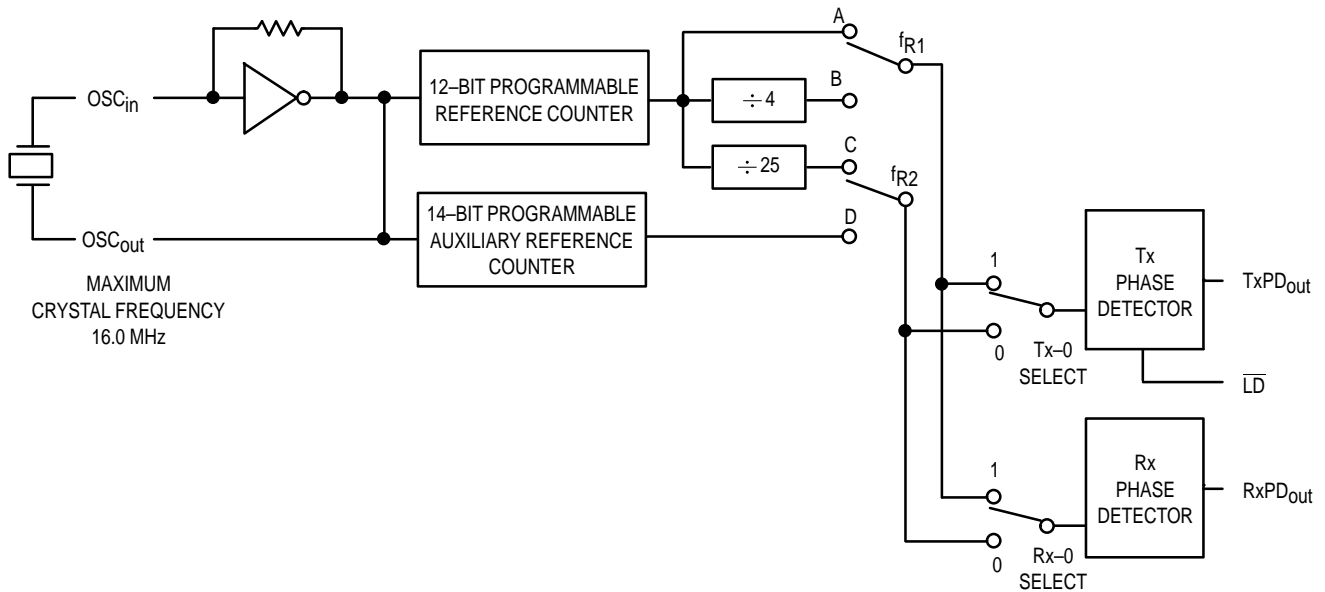 OSCin
12–BIT PROGRAMMABLE
REFERENCE COUNTER
A
fR1
÷ 4
B
÷ 25
C
fR2
OSCout
MAXIMUM
CRYSTAL FREQUENCY
16.0 MHz
14–BIT PROGRAMMABLE
AUXILIARY REFERENCE
COUNTER
D
1
0
Tx–0
SELECT
Tx
PHASE
DETECTOR
TxPDout
LD
1
0
Rx–0
SELECT
Rx
PHASE
DETECTOR
RxPDout